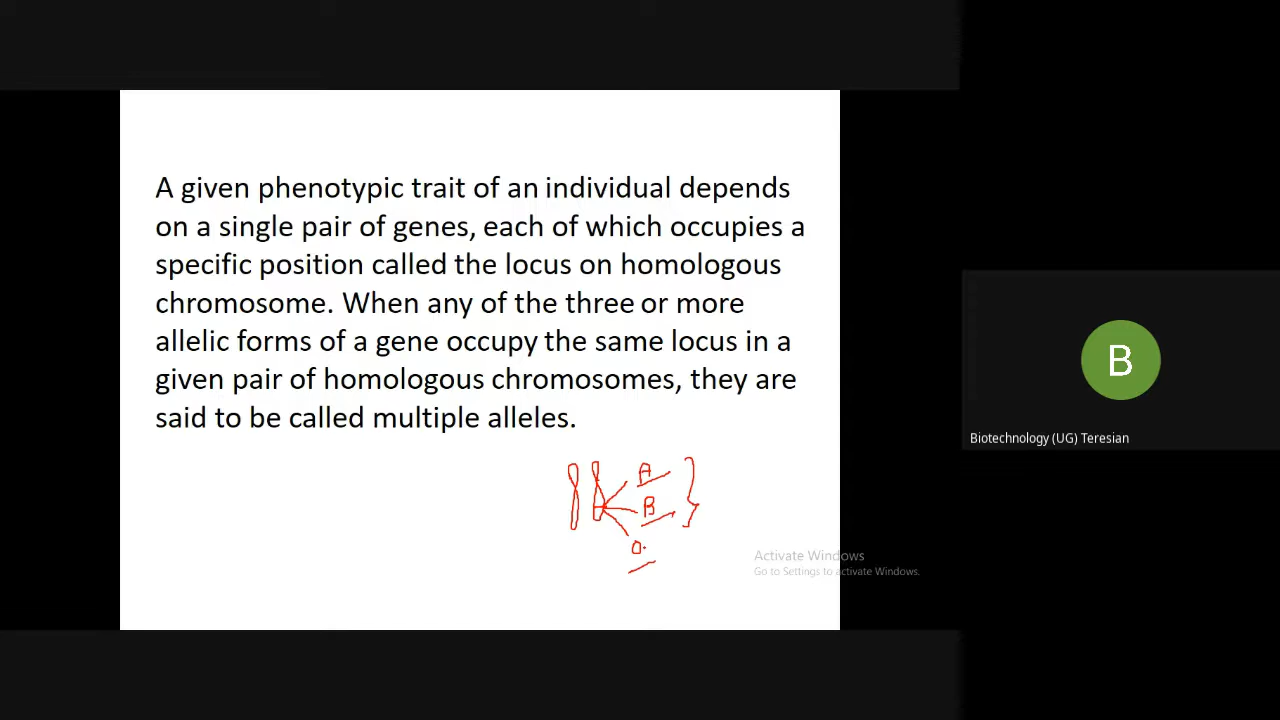 A given phenotypic trait of an individual depends
on a single pair of genes, each of which occupies a
specific position called the locus on homologous
chromosome. When any of the three or more
allelic forms of a gene occupy the same locus in a
given pair of homologous chromosomes, they are
said to be called multiple alleles.
A
B
O
Activate Windows
Go to Settings to activate Windows.
B
Biotechnology (UG) Teresian